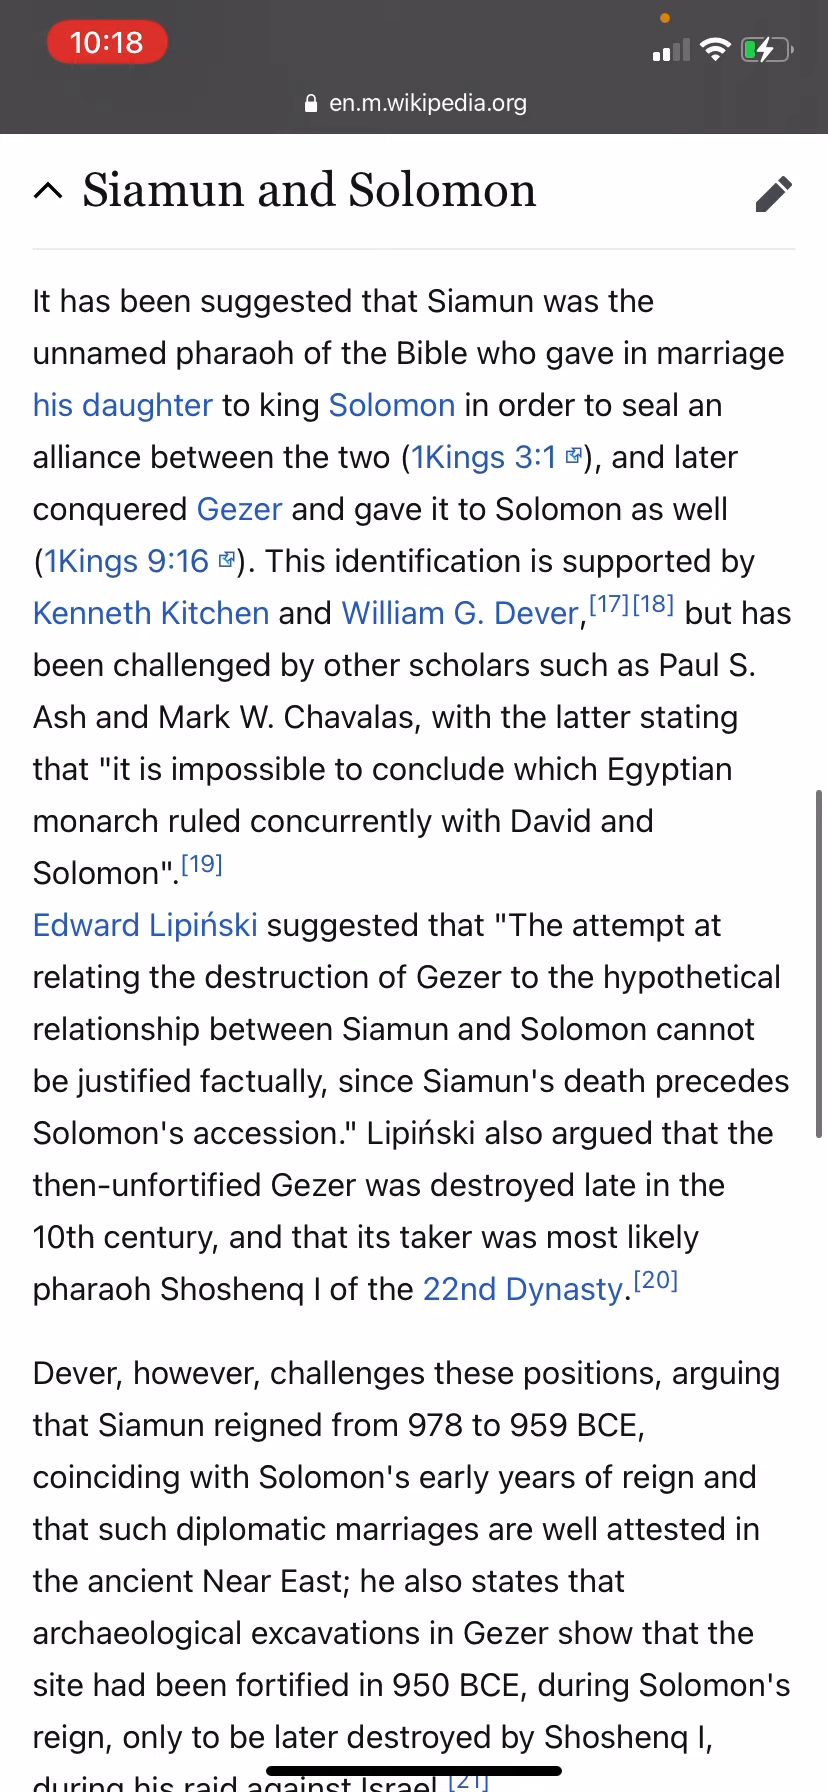 10:18
en.m.wikipedia.org
Siamun and Solomon
It has been suggested that Siamun was the
unnamed pharaoh of the Bible who gave in marriage
his daughter to king Solomon in order to seal an
alliance between the two (1Kings 3:1), and later
conquered Gezer and gave it to Solomon as well
(1Kings 9:16). This identification is supported by
Kenneth Kitchen and William G. Dever,[17][18] but has
been challenged by other scholars such as Paul S.
Ash and Mark W. Chavalas, with the latter stating
that "it is impossible to conclude which Egyptian
monarch ruled concurrently with David and
Solomon".[19]
Edward Lipiński suggested that "The attempt at
relating the destruction of Gezer to the hypothetical
relationship between Siamun and Solomon cannot
be justified factually, since Siamun's death precedes
Solomon's accession." Lipiński also argued that the
then-unfortified Gezer was destroyed late in the
10th century, and that its taker was most likely
pharaoh Shoshenq I of the 22nd Dynasty.[20]
Dever, however, challenges these positions, arguing
that Siamun reigned from 978 to 959 BCE,
coinciding with Solomon's early years of reign and
that such diplomatic marriages are well attested in
the ancient Near East; he also states that
archaeological excavations in Gezer show that the
site had been fortified in 950 BCE, during Solomon's
reign, only to be later destroyed by Shoshenq I,
during his raid against Israel.[21]